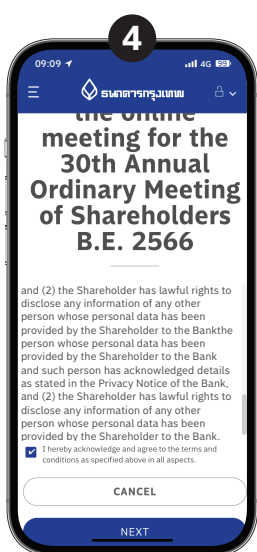 4
09:09
4G 99
ธนาคารกรุงเทพ
the online
meeting for the
30th Annual
Ordinary Meeting
of Shareholders
B.E. 2566
and (2) the Shareholder has lawful rights to
disclose any information of any other
person whose personal data has been
provided by the Shareholder to the Bankthe
person whose personal data has been
provided by the Shareholder to the Bank
and such person has acknowledged details
as stated in the Privacy Notice of the Bank,
and (2) the Shareholder has lawful rights to
disclose any information of any other
person whose personal data has been
provided by the Shareholder to the Bank.
I hereby acknowledge and agree to the terms and
conditions as specified above in all aspects.
CANCEL
NEXT